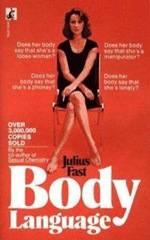 Does her body
say that she's a
loose woman?
Does her body
say that she's a
manipulator?
Does her body
say that she's
a phoney?
Does her body
say that
she's lonely?
OVER
3,000,000
COPIES
SOLD
By the
co-author of
Sexual Chemistry
Julius Fast
Body
Language